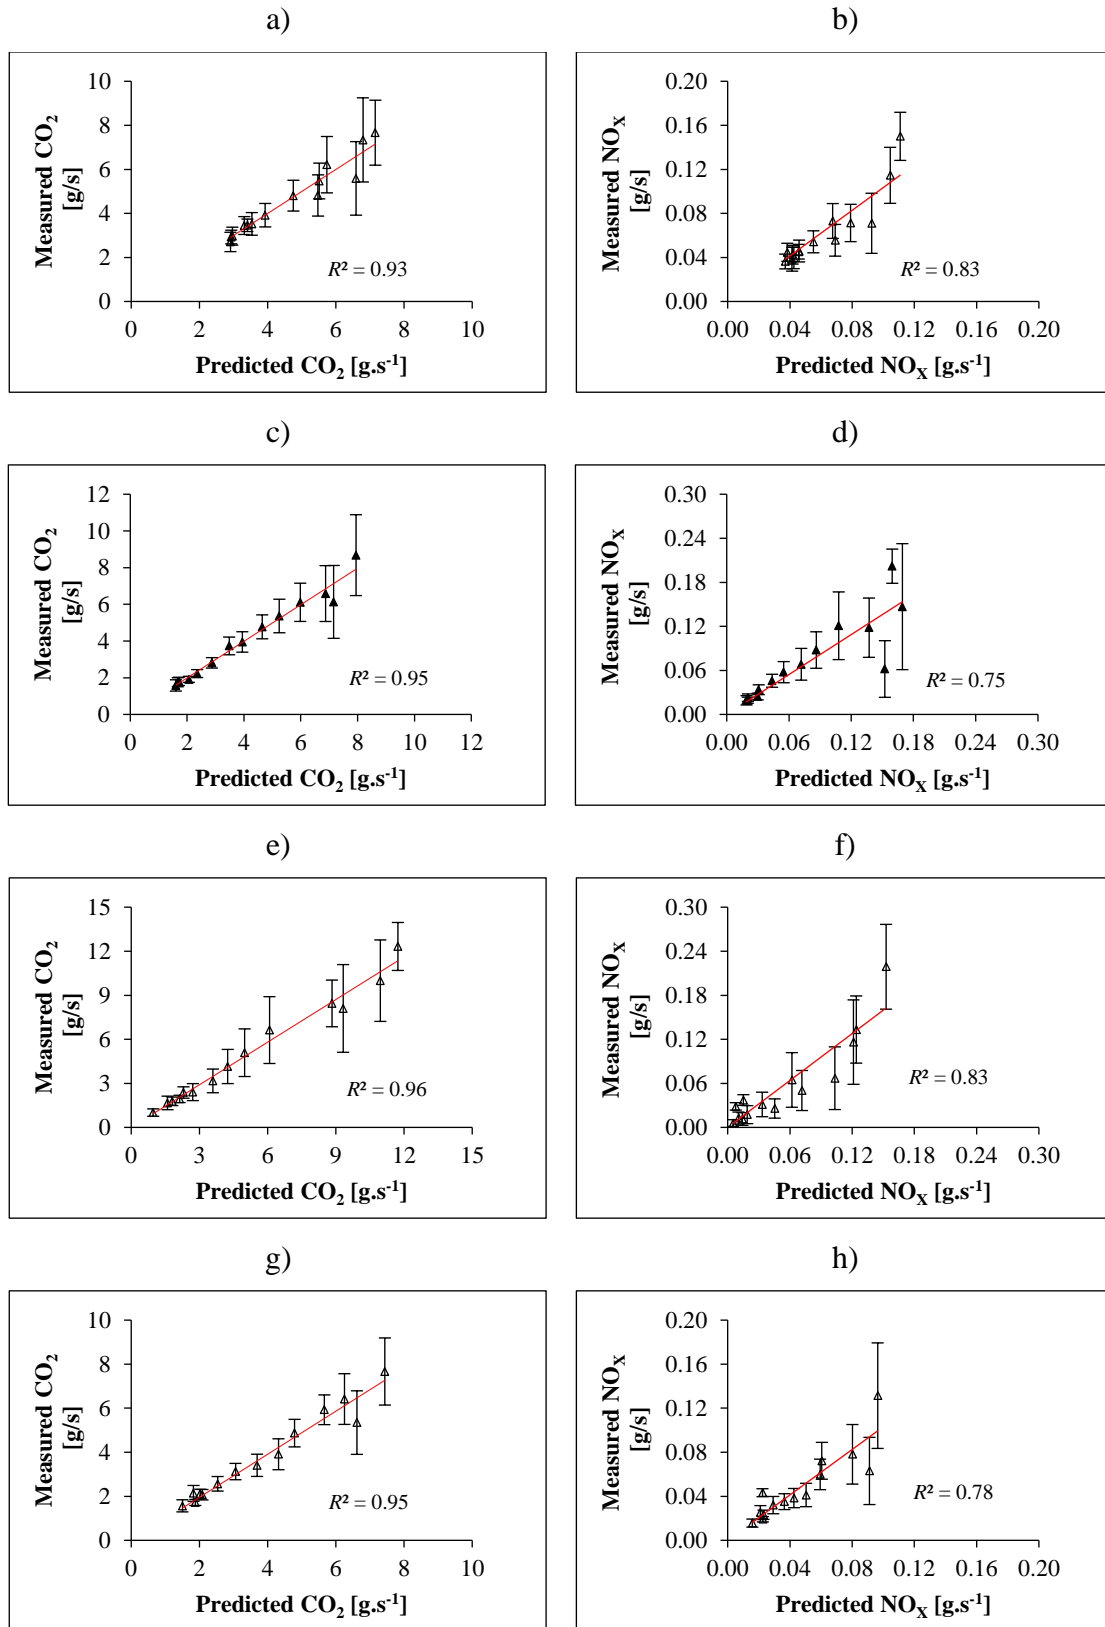 a)
Measured CO₂
[g/s]
10
8
6
4
2
0
R² = 0.93
0 2 4 6 8 10
Predicted CO₂ [g.s⁻¹]
b)
Measured NOₓ
[g/s]
0.20
0.16
0.12
0.08
0.04
0.00
R² = 0.83
0.00 0.04 0.08 0.12 0.16 0.20
Predicted NOₓ [g.s⁻¹]
c)
Measured CO₂
[g/s]
12
10
8
6
4
2
0
R² = 0.95
0 2 4 6 8 10 12
Predicted CO₂ [g.s⁻¹]
d)
Measured NOₓ
[g/s]
0.30
0.24
0.18
0.12
0.06
0.00
R² = 0.75
0.00 0.06 0.12 0.18 0.24 0.30
Predicted NOₓ [g.s⁻¹]
e)
Measured CO₂
[g/s]
15
12
9
6
3
0
R² = 0.96
0 3 6 9 12 15
Predicted CO₂ [g.s⁻¹]
f)
Measured NOₓ
[g/s]
0.30
0.24
0.18
0.12
0.06
0.00
R² = 0.83
0.00 0.06 0.12 0.18 0.24 0.30
Predicted NOₓ [g.s⁻¹]
g)
Measured CO₂
[g/s]
10
8
6
4
2
0
R² = 0.95
0 2 4 6 8 10
Predicted CO₂ [g.s⁻¹]
h)
Measured NOₓ
[g/s]
0.20
0.16
0.12
0.08
0.04
0.00
R² = 0.78
0.00 0.04 0.08 0.12 0.16 0.20
Predicted NOₓ [g.s⁻¹]